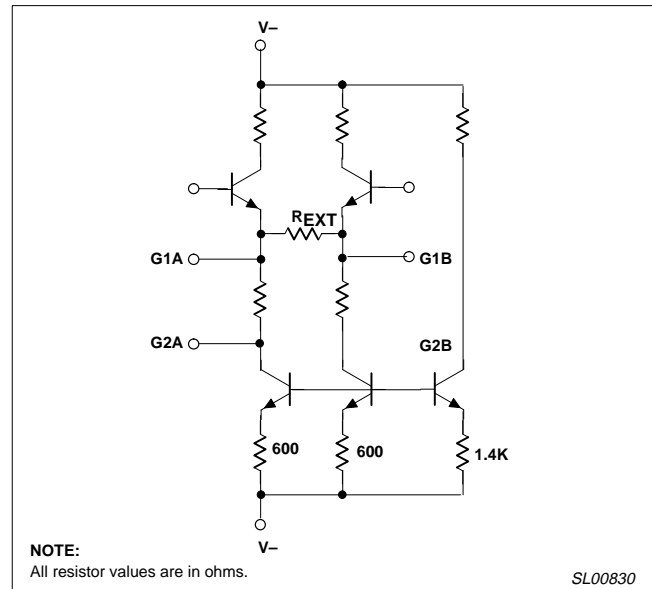 V–
REXT
G1A
G1B
G2A
G2B
600
600
1.4K
V–
NOTE:
All resistor values are in ohms.
SL00830